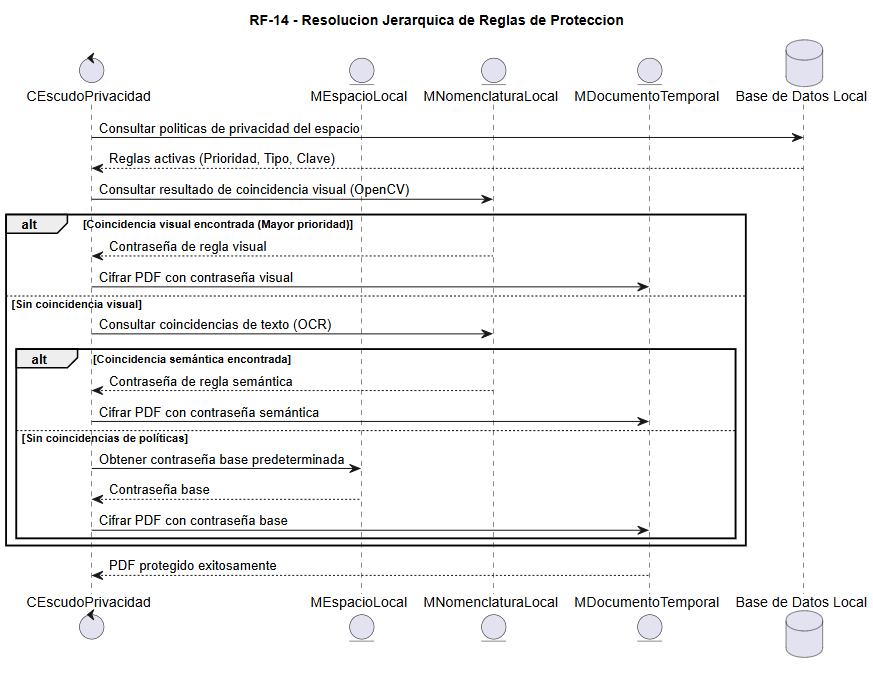 RF-14 - Resolucion Jerarquica de Reglas de Proteccion
CEscudoPrivacidad MEspacioLocal MNomenclaturaLocal MDocumentoTemporal Base de Datos Local
Consultar politicas de privacidad del espacio
Reglas activas (Prioridad, Tipo, Clave)
Consultar resultado de coincidencia visual (OpenCV)
alt [Coincidencia visual encontrada (Mayor prioridad)]
Contraseña de regla visual
Cifrar PDF con contraseña visual
[Sin coincidencia visual]
Consultar coincidencias de texto (OCR)
alt [Coincidencia semántica encontrada]
Contraseña de regla semántica
Cifrar PDF con contraseña semántica
[Sin coincidencias de políticas]
Obtener contraseña base predeterminada
Contraseña base
Cifrar PDF con contraseña base
PDF protegido exitosamente
CEscudoPrivacidad MEspacioLocal MNomenclaturaLocal MDocumentoTemporal Base de Datos Local